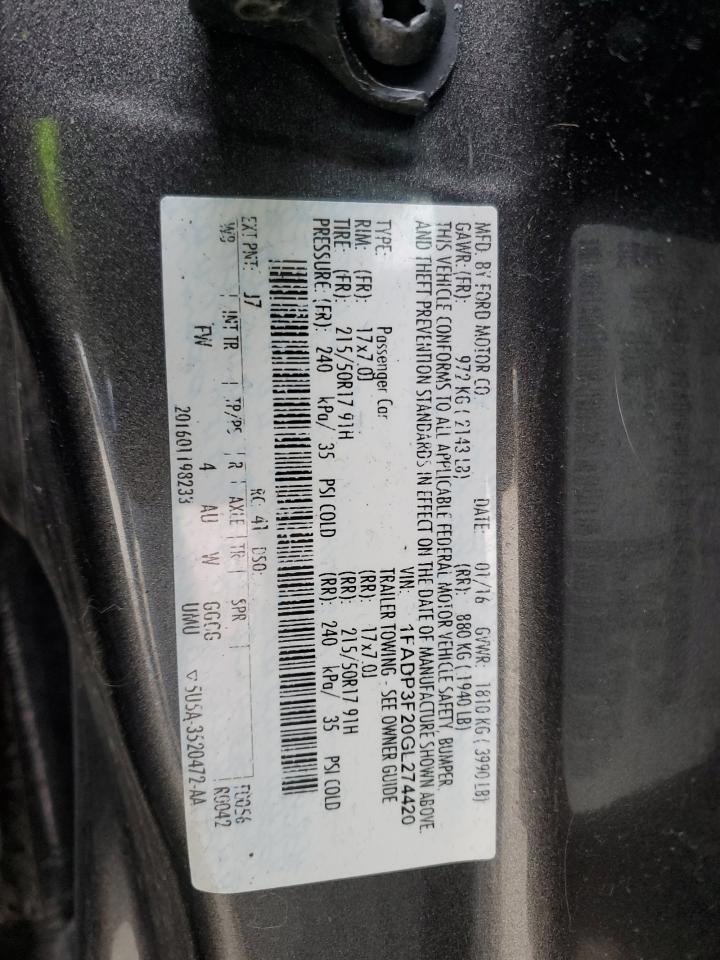 MFD. BY FORD MOTOR CO. DATE: 01/16 GVWR: 1810 KG ( 3990 LB)
GAWR: (FR): 972 KG ( 2143 LB) (RR): 880 KG ( 1940 LB)
THIS VEHICLE CONFORMS TO ALL APPLICABLE FEDERAL MOTOR VEHICLE SAFETY, BUMPER,
AND THEFT PREVENTION STANDARDS IN EFFECT ON THE DATE OF MANUFACTURE SHOWN ABOVE.
VIN: 1FADP3F20GL274420
TYPE: Passenger Car TRAILER TOWING - SEE OWNER GUIDE
RIM: (FR): 17x7.0J (RR): 17x7.0J
TIRE: (FR): 215/50R17 91H (RR): 215/50R17 91H
PRESSURE: (FR): 240 kPa/ 35 PSI COLD (RR): 240 kPa/ 35 PSI COLD
EXT PNT: J7 RC: 41 DSO:
WB INT TR TP/PS R AXLE TR SPR
FW 4 AU W GGGG UMU R0042
201601198233 5U5A-3520472-AA